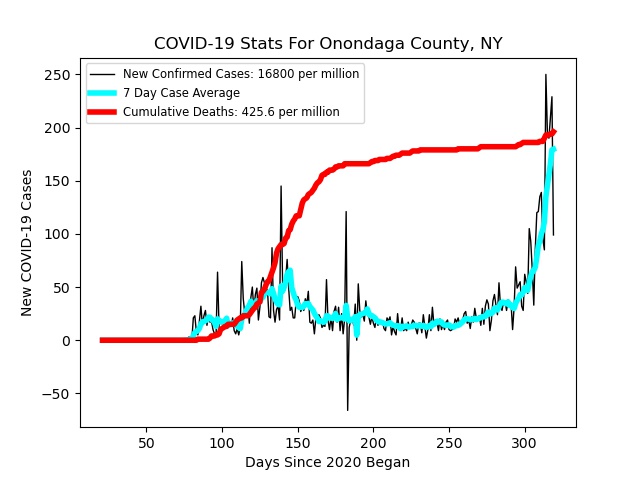 COVID-19 Stats For Onondaga County, NY
New Confirmed Cases: 16800 per million
7 Day Case Average
Cumulative Deaths: 425.6 per million
250
200
150
100
50
0
−50
New COVID-19 Cases
50 100 150 200 250 300
Days Since 2020 Began